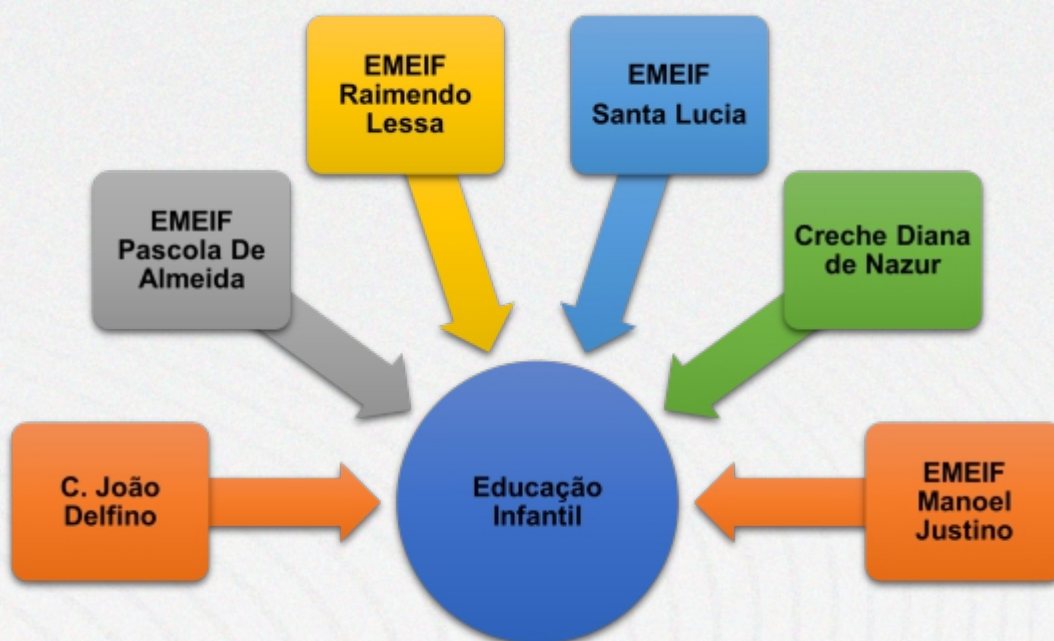 EMEIF
Raimendo
Lessa
EMEIF
Santa Lucia
EMEIF
Pascola De
Almeida
Creche Diana
de Nazur
C. João
Delfino
Educação
Infantil
EMEIF
Manoel
Justino